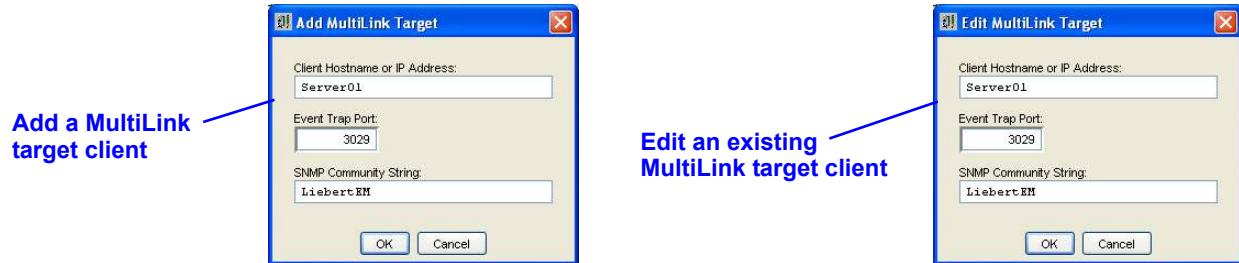 Add MultiLink Target
Client Hostname or IP Address:
Server01
Event Trap Port:
3029
SNMP Community String:
LiebertEM
OK Cancel
Add a MultiLink
target client
Edit MultiLink Target
Client Hostname or IP Address:
Server01
Event Trap Port:
3029
SNMP Community String:
LiebertEM
OK Cancel
Edit an existing
MultiLink target client